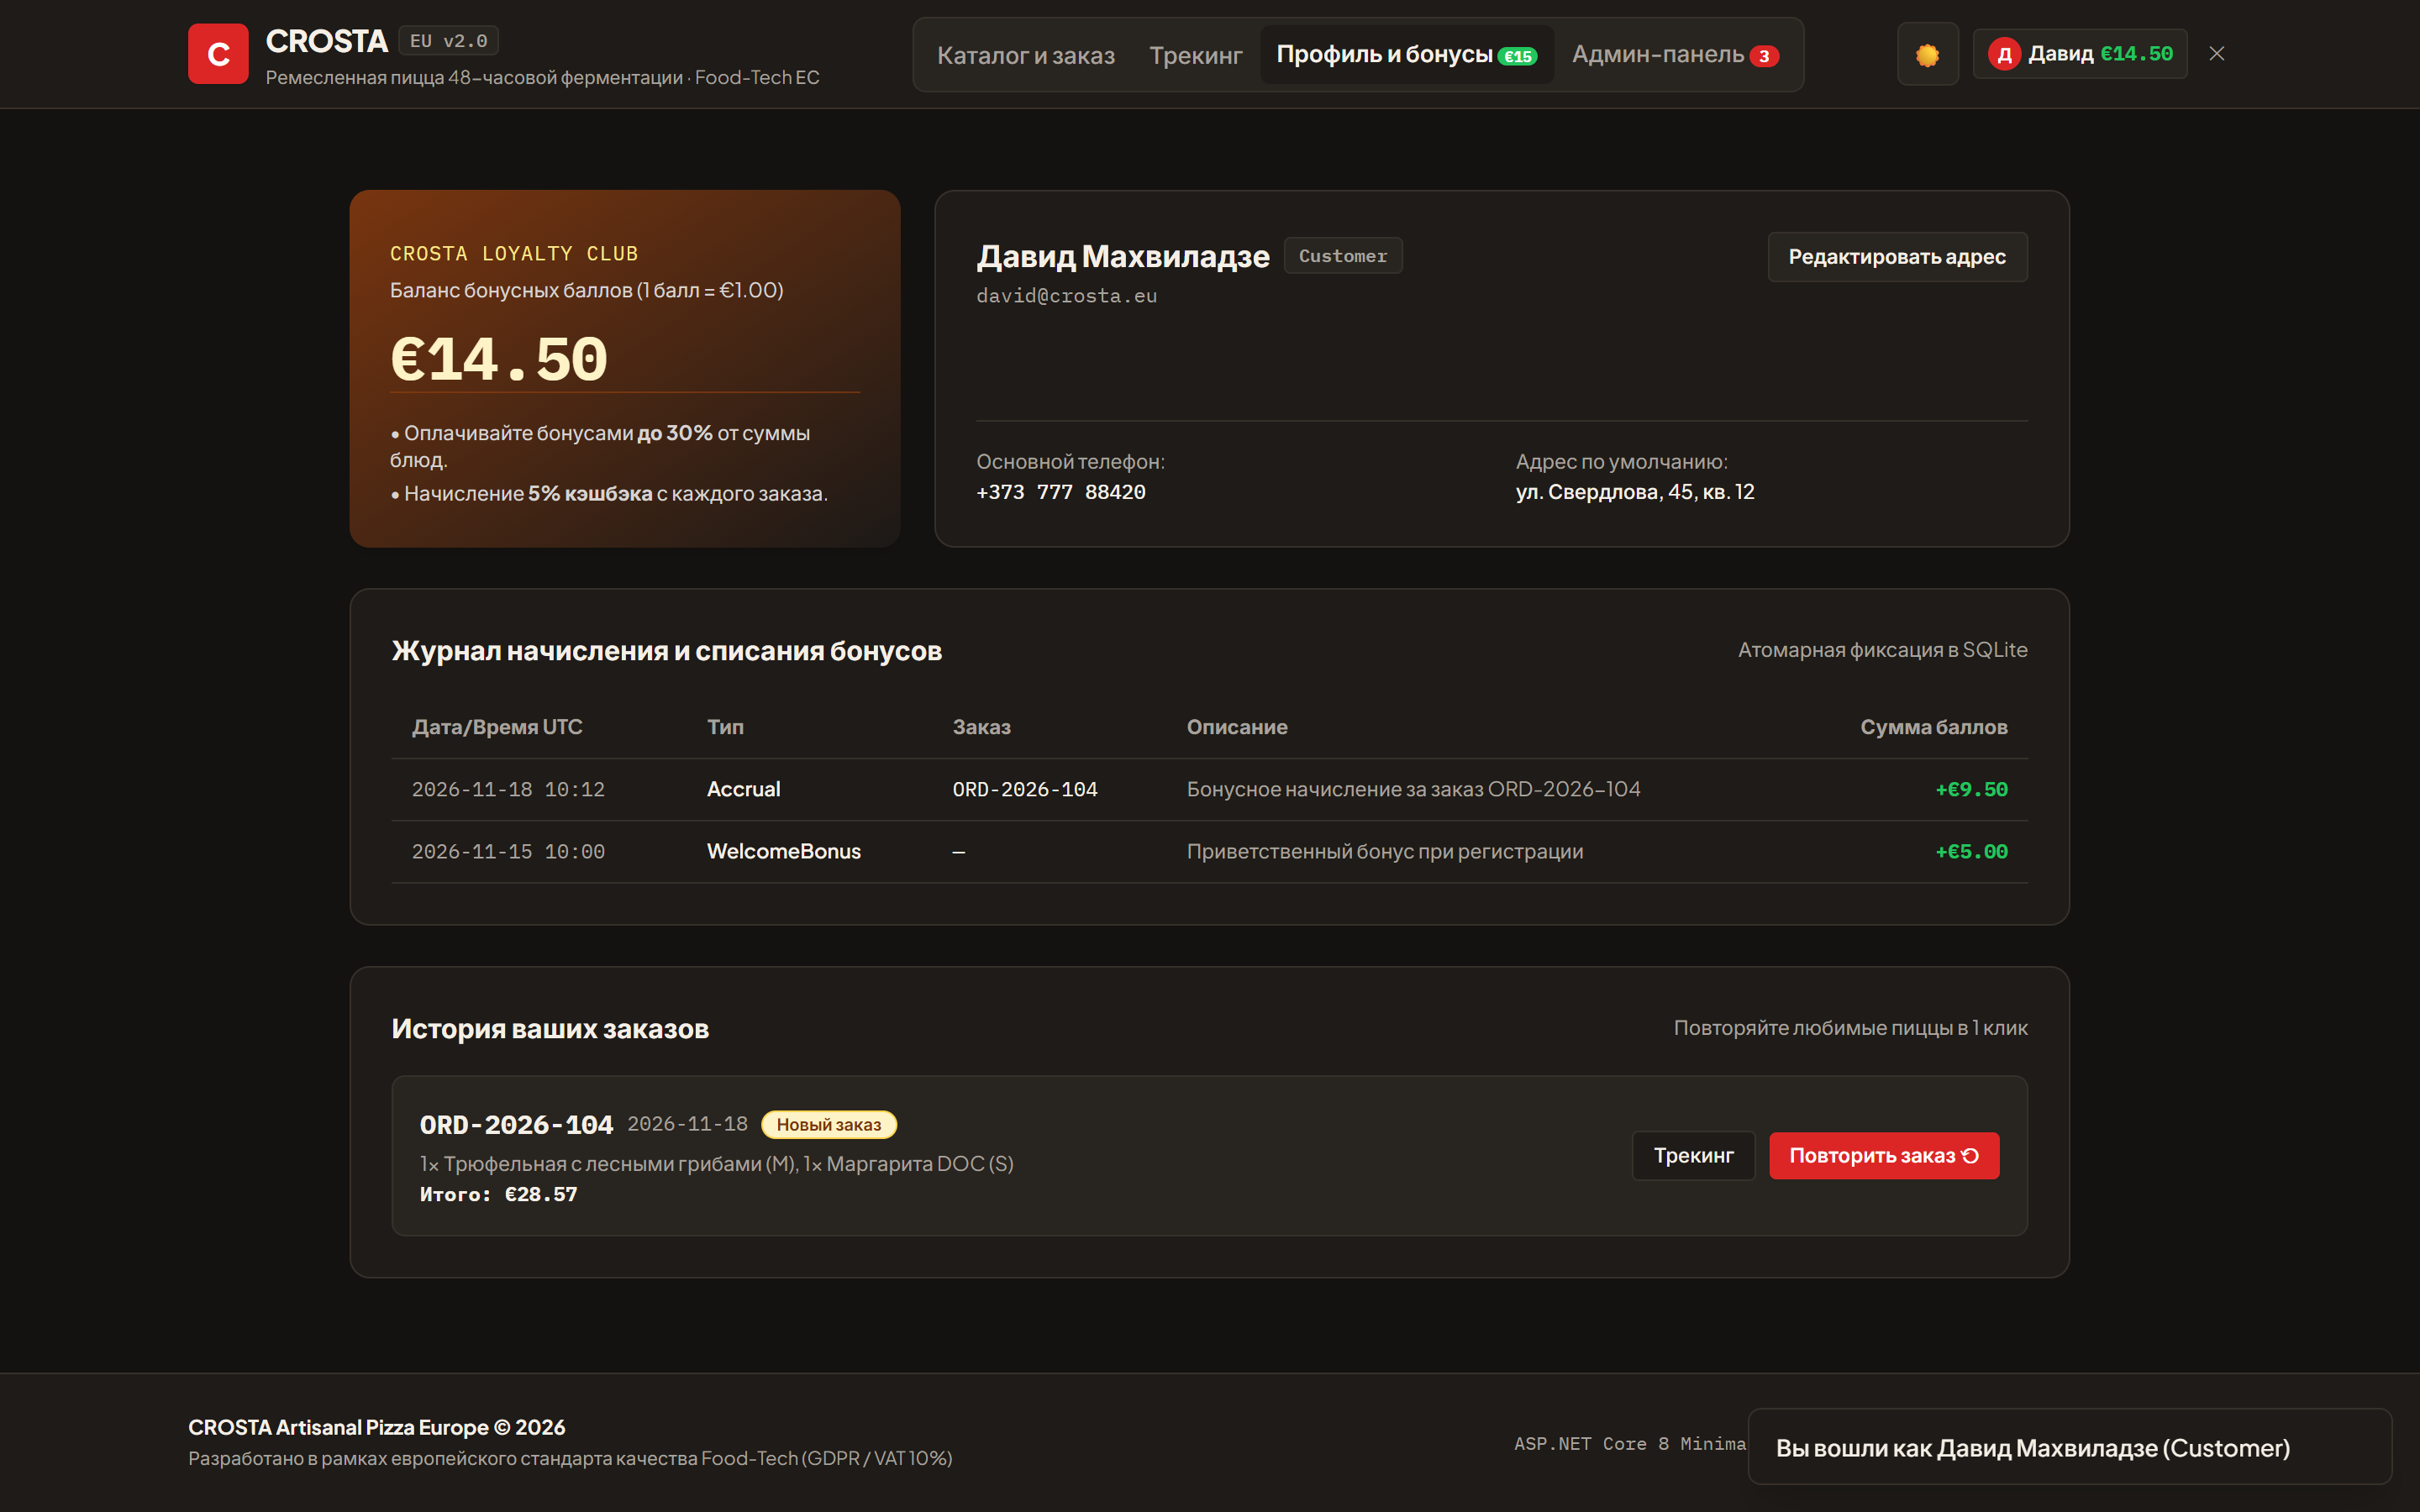 C
CROSTA EU v2.0
Ремесленная пицца 48-часовой ферментации · Food-Tech ЕС
Каталог и заказ
Трекинг
Профиль и бонусы €15
Админ-панель 3
Д Давид €14.50 ×
CROSTA LOYALTY CLUB
Баланс бонусных баллов (1 балл = €1.00)
€14.50
• Оплачивайте бонусами до 30% от суммы
блюд.
• Начисление 5% кэшбэка с каждого заказа.
Давид Махвиладзе Customer
david@crosta.eu
Редактировать адрес
Основной телефон:
+373 777 88420
Адрес по умолчанию:
ул. Свердлова, 45, кв. 12
Журнал начисления и списания бонусов
Атомарная фиксация в SQLite
Дата/Время UTC Тип Заказ Описание Сумма баллов
2026-11-18 10:12 Accrual ORD-2026-104 Бонусное начисление за заказ ORD-2026-104 +€9.50
2026-11-15 10:00 WelcomeBonus — Приветственный бонус при регистрации +€5.00
История ваших заказов
Повторяйте любимые пиццы в 1 клик
ORD-2026-104 2026-11-18 Новый заказ
1× Трюфельная с лесными грибами (M), 1× Маргарита DOC (S)
Итого: €28.57
Трекинг
Повторить заказ ⟲
CROSTA Artisanal Pizza Europe © 2026
Разработано в рамках европейского стандарта качества Food-Tech (GDPR / VAT 10%)
ASP.NET Core 8 Minima
Вы вошли как Давид Махвиладзе (Customer)